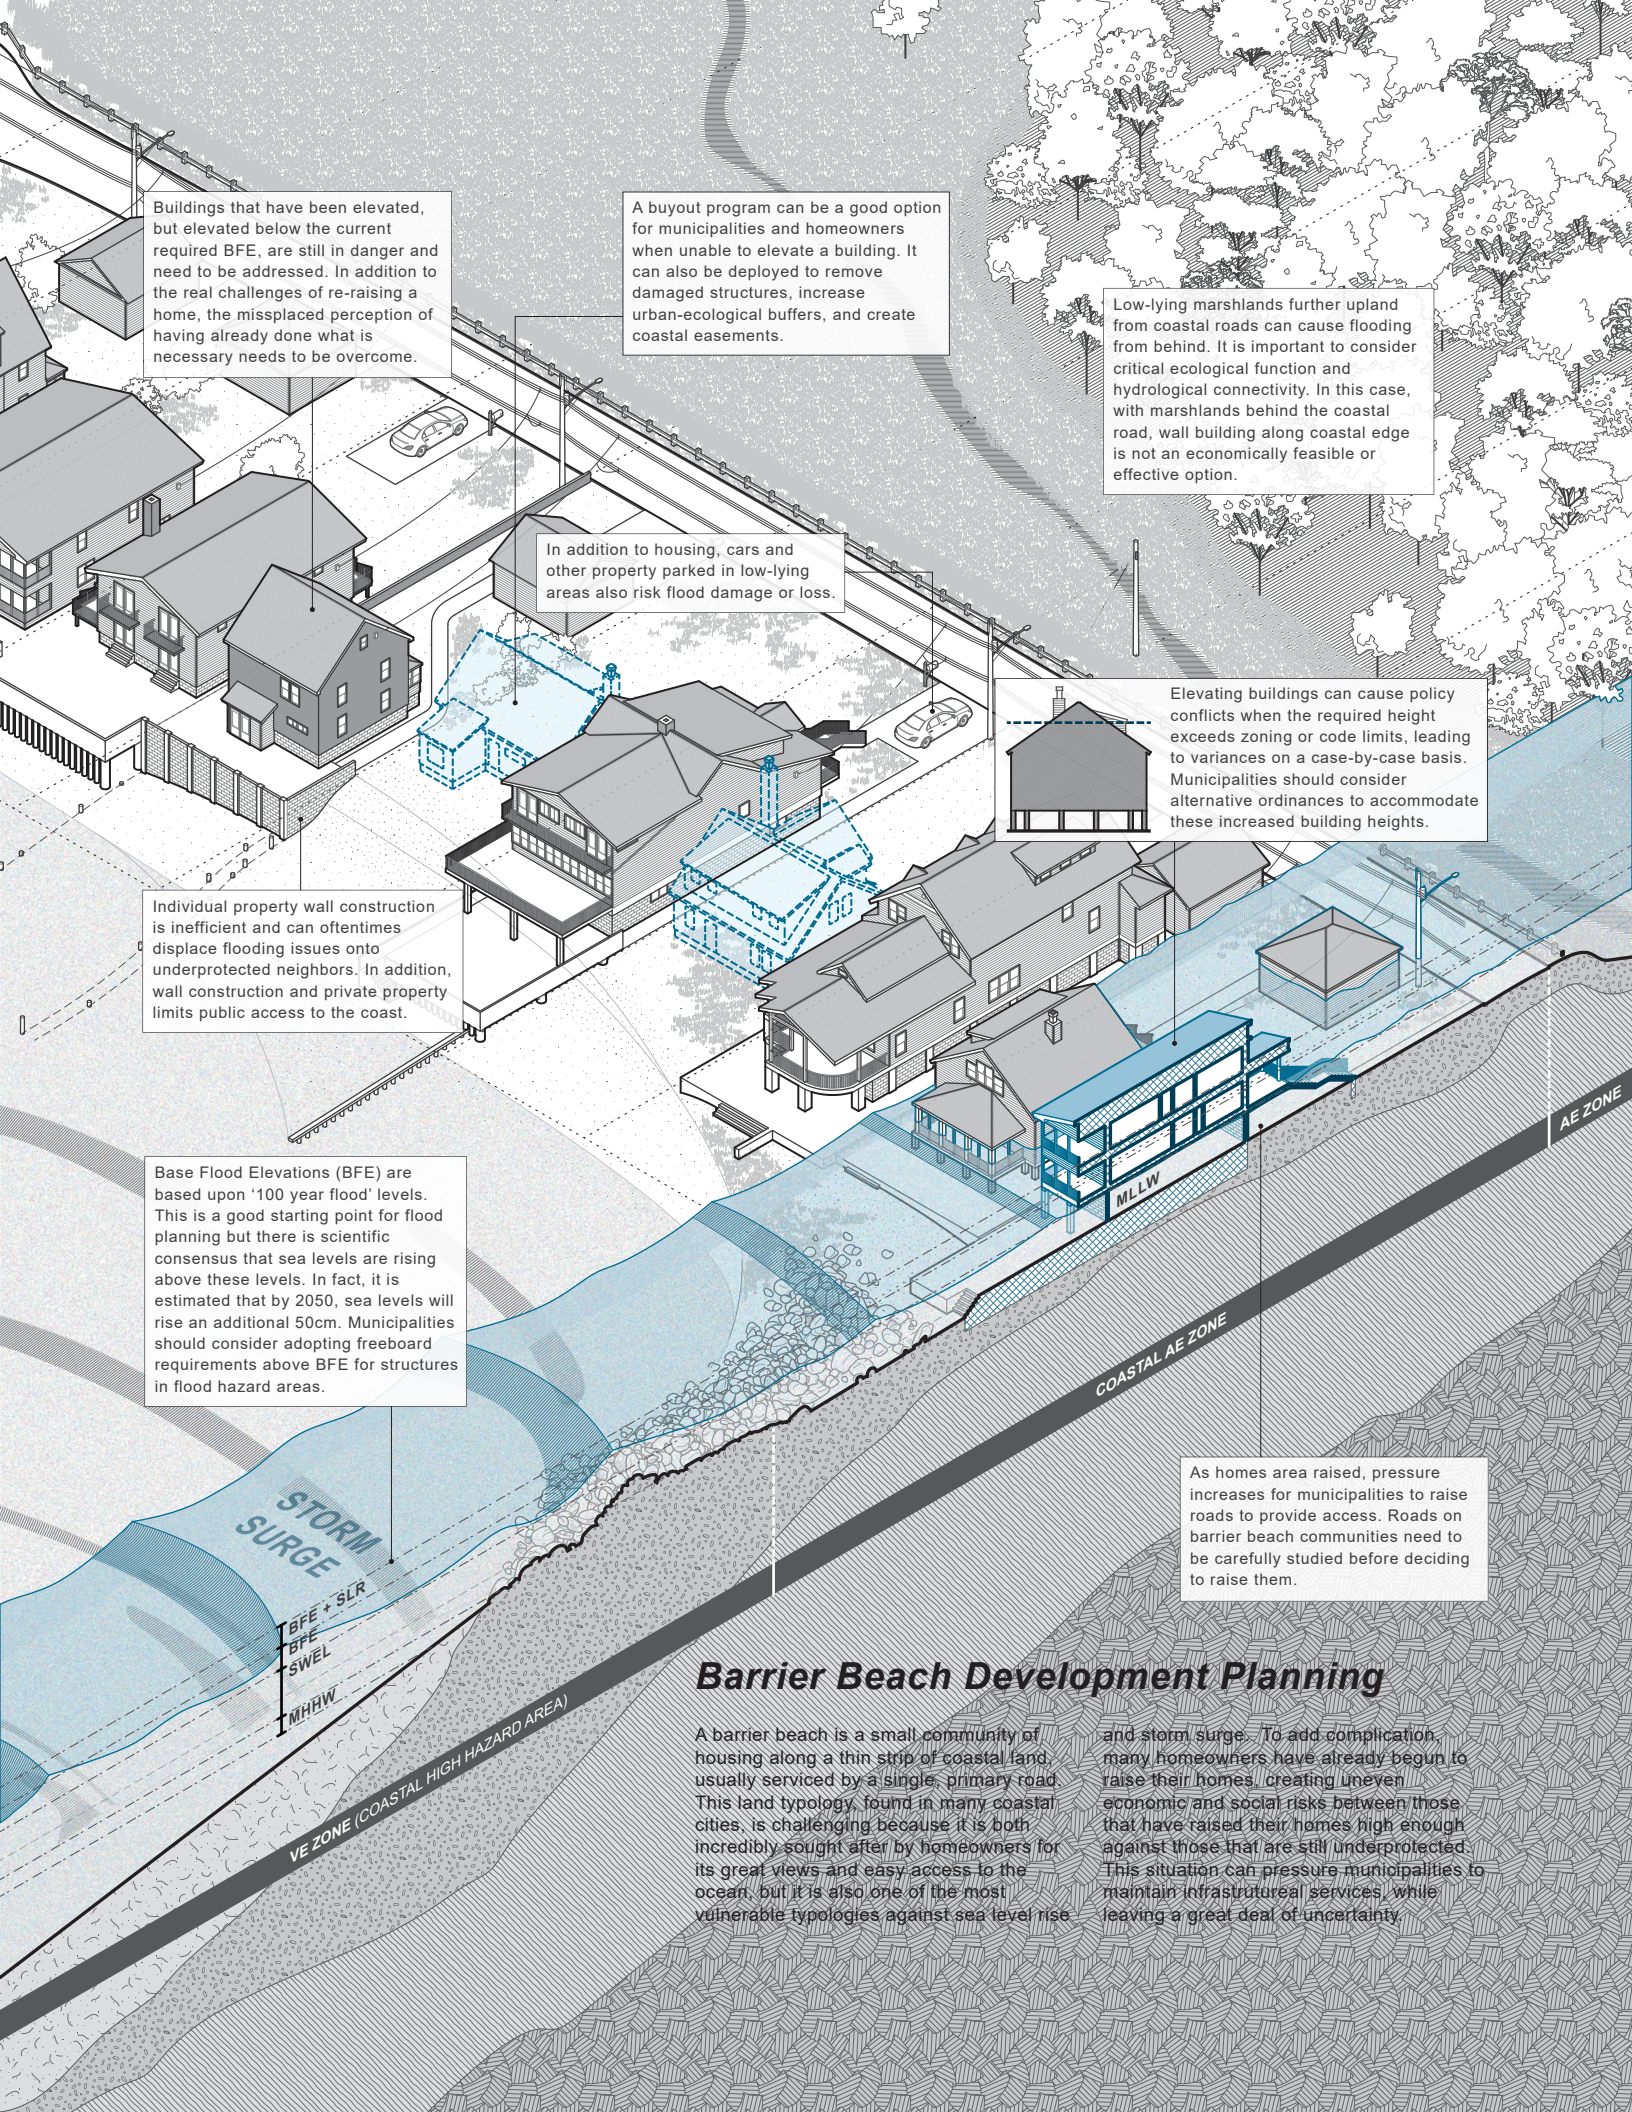 Buildings that have been elevated,
but elevated below the current
required BFE, are still in danger and
need to be addressed. In addition to
the real challenges of re-raising a
home, the missplaced perception of
having already done what is
necessary needs to be overcome.
A buyout program can be a good option
for municipalities and homeowners
when unable to elevate a building. It
can also be deployed to remove
damaged structures, increase
urban-ecological buffers, and create
coastal easements.
Low-lying marshlands further upland
from coastal roads can cause flooding
from behind. It is important to consider
critical ecological function and
hydrological connectivity. In this case,
with marshlands behind the coastal
road, wall building along coastal edge
is not an economically feasible or
effective option.
In addition to housing, cars and
other property parked in low-lying
areas also risk flood damage or loss.
Elevating buildings can cause policy
conflicts when the required height
exceeds zoning or code limits, leading
to variances on a case-by-case basis.
Municipalities should consider
alternative ordinances to accommodate
these increased building heights.
Individual property wall construction
is inefficient and can oftentimes
displace flooding issues onto
underprotected neighbors. In addition,
wall construction and private property
limits public access to the coast.
AE ZONE
MLLW
Base Flood Elevations (BFE) are
based upon ‘100 year flood’ levels.
This is a good starting point for flood
planning but there is scientific
consensus that sea levels are rising
above these levels. In fact, it is
estimated that by 2050, sea levels will
rise an additional 50cm. Municipalities
should consider adopting freeboard
requirements above BFE for structures
in flood hazard areas.
COASTAL AE ZONE
STORM
SURGE
As homes area raised, pressure
increases for municipalities to raise
roads to provide access. Roads on
barrier beach communities need to
be carefully studied before deciding
to raise them.
BFE + SLR
BFE
SWEL
MHHW
VE ZONE (COASTAL HIGH HAZARD AREA)
Barrier Beach Development Planning
A barrier beach is a small community of
housing along a thin strip of coastal land,
usually serviced by a single, primary road.
This land typology, found in many coastal
cities, is challenging because it is both
incredibly sought after by homeowners for
its great views and easy access to the
ocean, but it is also one of the most
vulnerable typologies against sea level rise
and storm surge. To add complication,
many homeowners have already begun to
raise their homes, creating uneven
economic and social risks between those
that have raised their homes high enough
against those that are still underprotected.
This situation can pressure municipalities to
maintain infrastrutureal services, while
leaving a great deal of uncertainty.